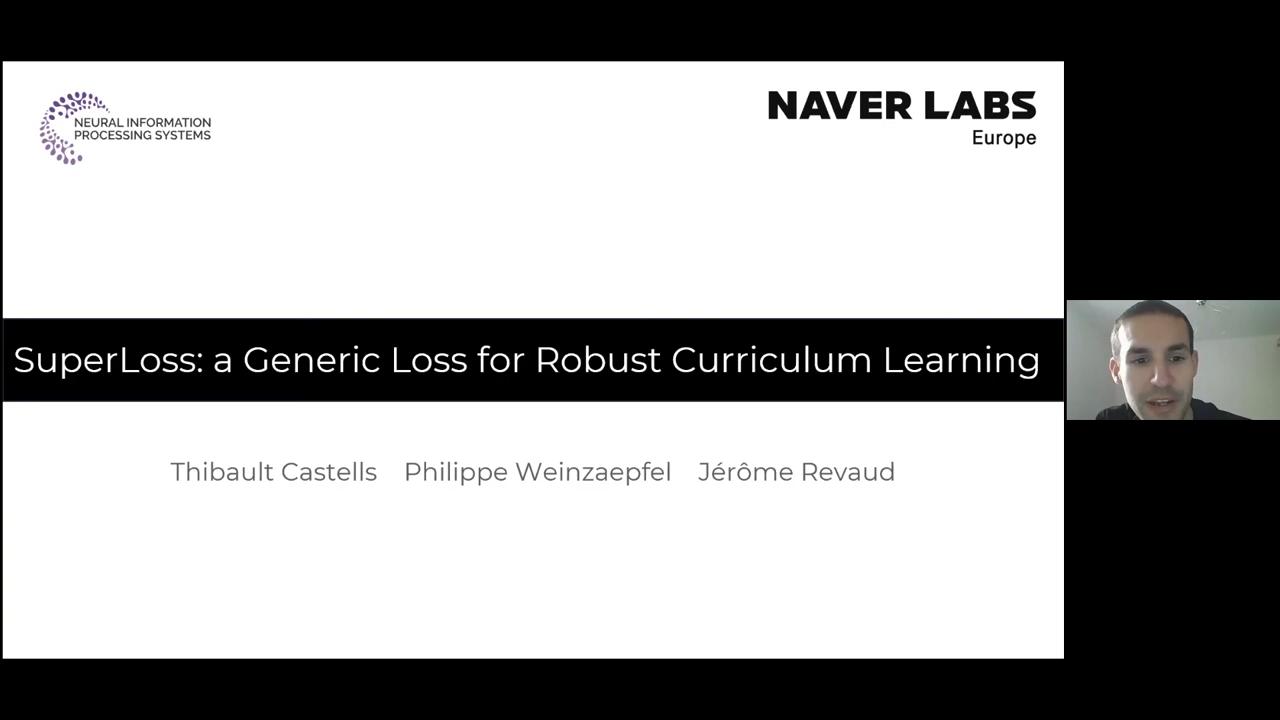 NEURAL INFORMATION
PROCESSING SYSTEMS
NAVER LABS
Europe
SuperLoss: a Generic Loss for Robust Curriculum Learning
Thibault Castells Philippe Weinzaepfel Jérôme Revaud